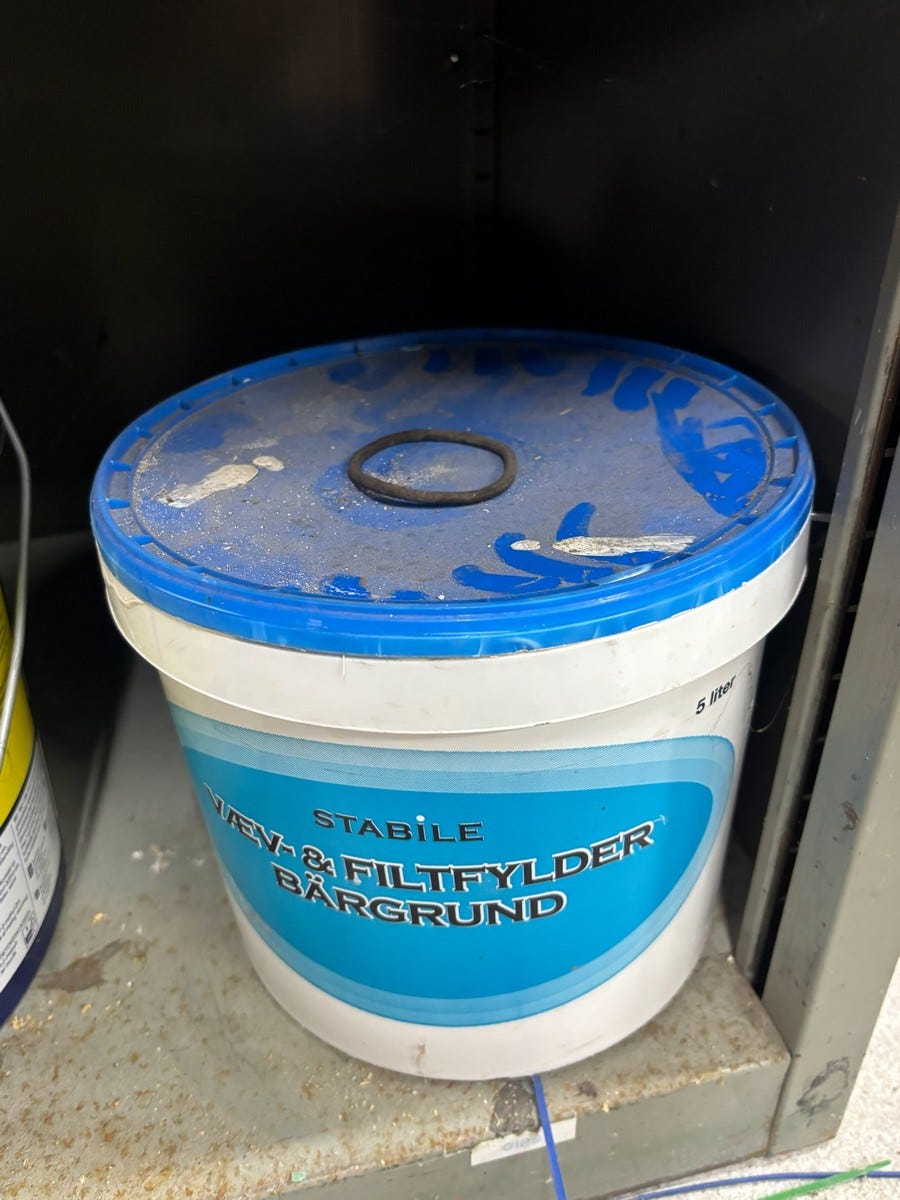 5 liter
STABiLE
VÆV- & FILTFYLDER
BÄRGRUND